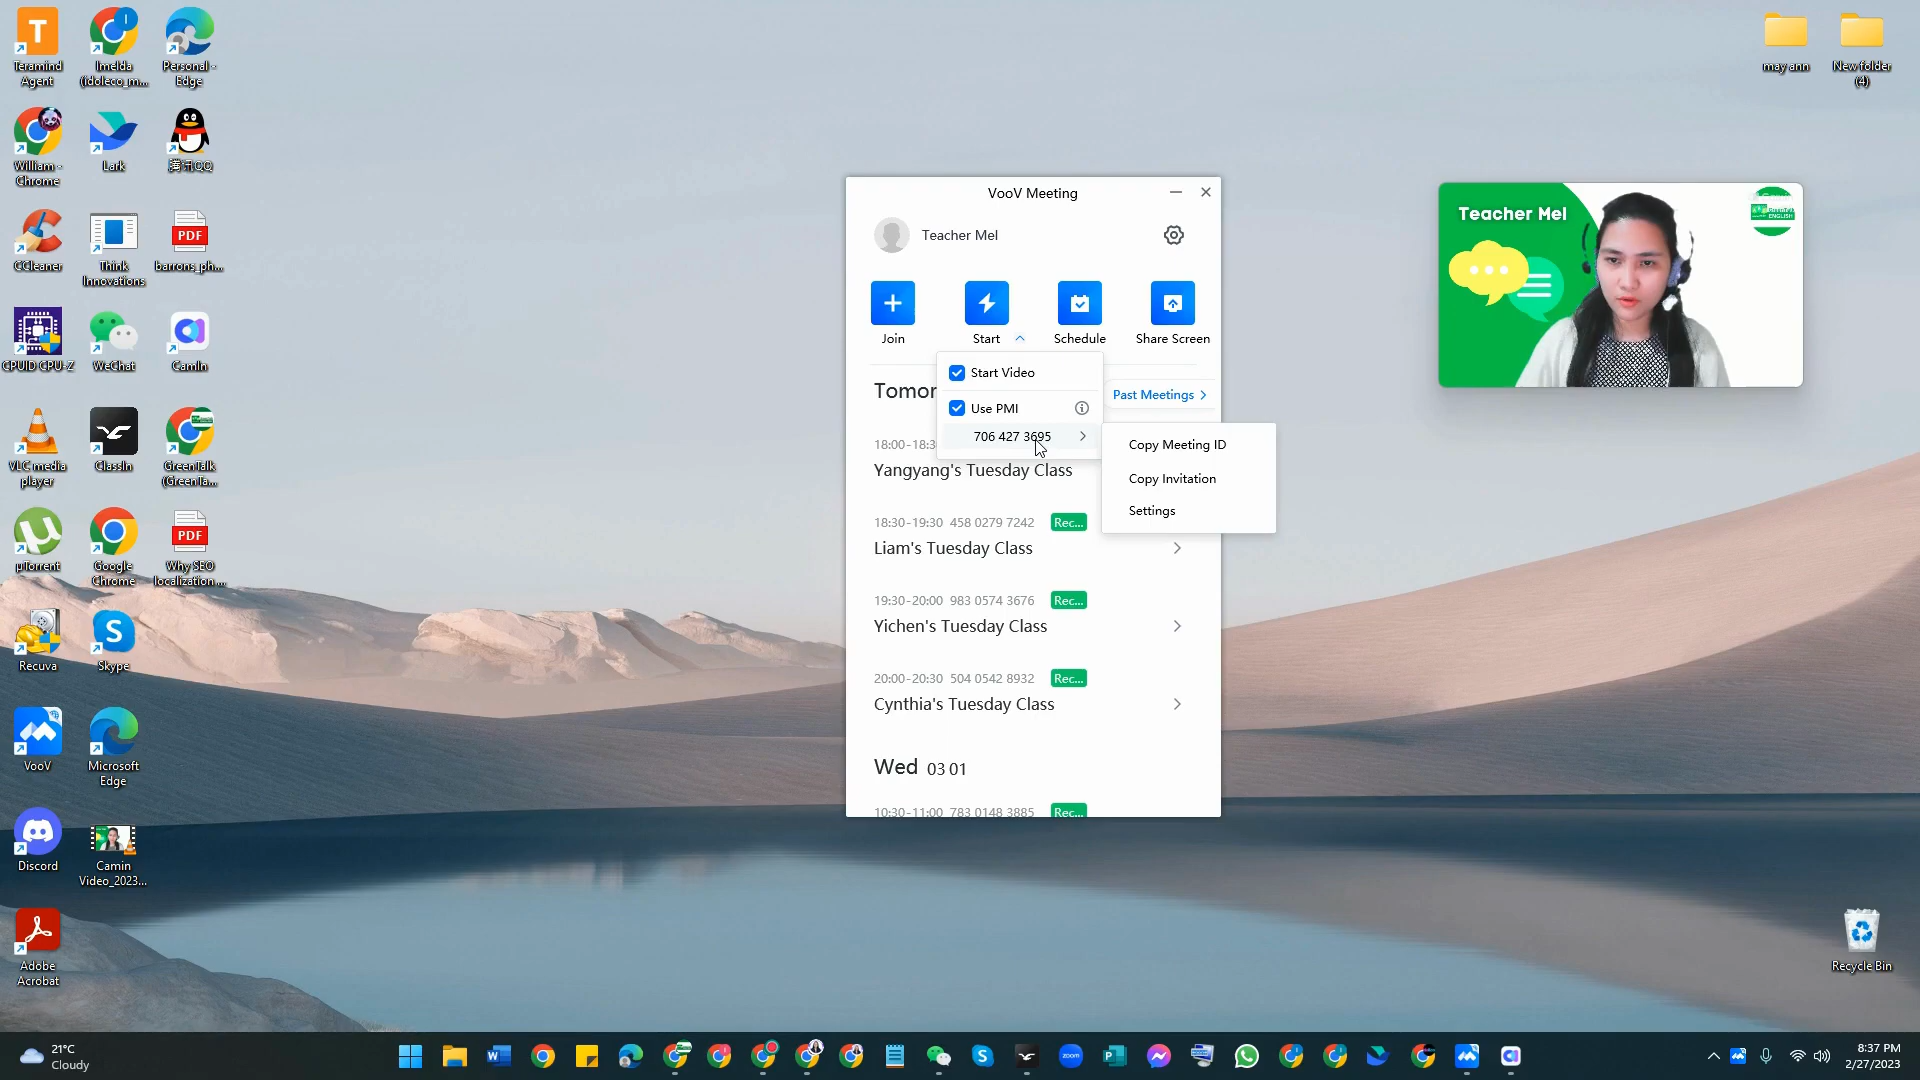 Teramind
Agent
Imelda
(idoleco_m...
Personal -
Edge
William -
Chrome
Lark
腾讯QQ
CCleaner
Think
Innovations
barrons_ph...
CPUID CPU-Z
WeChat
CamIn
VLC media
player
ClassIn
GreenTalk
(GreenTa...
µTorrent
Google
Chrome
Why SEO
localization ...
Recuva
Skype
VooV
Microsoft
Edge
Discord
Camin
Video_2023...
Adobe
Acrobat
may ann
New folder
(4)
Recycle Bin
VooV Meeting
Teacher Mel
Join
Start
Schedule
Share Screen
Start Video
Use PMI
706 427 3695
Copy Meeting ID
Copy Invitation
Settings
Past Meetings >
18:00-18:3
Yangyang's Tuesday Class
18:30-19:30 458 0279 7242 Rec...
Liam's Tuesday Class
19:30-20:00 983 0574 3676 Rec...
Yichen's Tuesday Class
20:00-20:30 504 0542 8932 Rec...
Cynthia's Tuesday Class
Wed 03 01
10:30-11:00 783 0148 3885 Rec...
Teacher Mel
ENGLISH
21°C
Cloudy
8:37 PM
2/27/2023